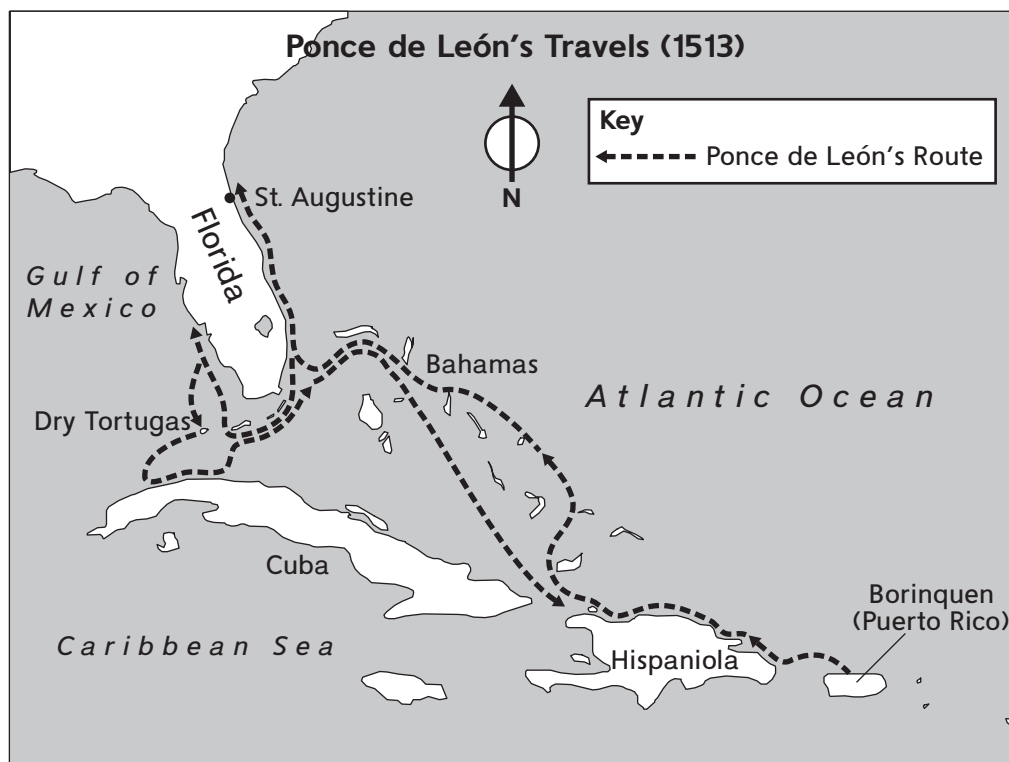 Ponce de León's Travels (1513)
N
Key
Ponce de León's Route
St. Augustine
Florida
Gulf of
Mexico
Bahamas
Atlantic Ocean
Dry Tortugas
Cuba
Borinquen
(Puerto Rico)
Caribbean Sea
Hispaniola